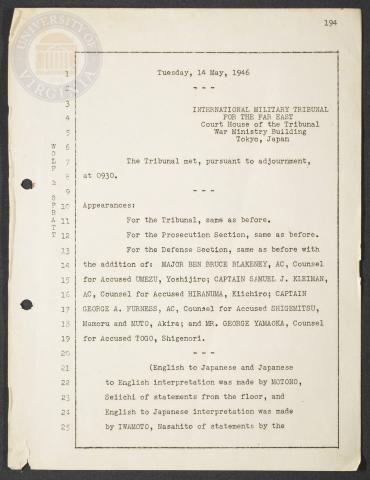 194
UNIVERSITY OF VIRGINIA
1 Tuesday, 14 May, 1946
2 - - -
3 INTERNATIONAL MILITARY TRIBUNAL
4 FOR THE FAR EAST
Court House of the Tribunal
5 War Ministry Building
Tokyo, Japan
6
7 The Tribunal met, pursuant to adjournment,
8 at 0930.
9 - - -
10 Appearances:
11 For the Tribunal, same as before.
12 For the Prosecution Section, same as before.
13 For the Defense Section, same as before with
14 the addition of: MAJOR BEN BRUCE BLAKENEY, AC, Counsel
15 for Accused UMEZU, Yoshijiro; CAPTAIN SAMUEL J. KLEIMAN,
16 AC, Counsel for Accused HIRANUMA, Kiichiro; CAPTAIN
17 GEORGE A. FURNESS, AC, Counsel for Accused SHIGEMITSU,
18 Mamoru and MUTO, Akira; and MR. GEORGE YAMAOKA, Counsel
19 for Accused TOGO, Shigenori.
20 - - -
21 (English to Japanese and Japanese
22 to English interpretation was made by MOTONO,
23 Seiichi of statements from the floor, and
24 English to Japanese interpretation was made
25 by IWAMOTO, Masahito of statements by the
WOLF & SPRATT